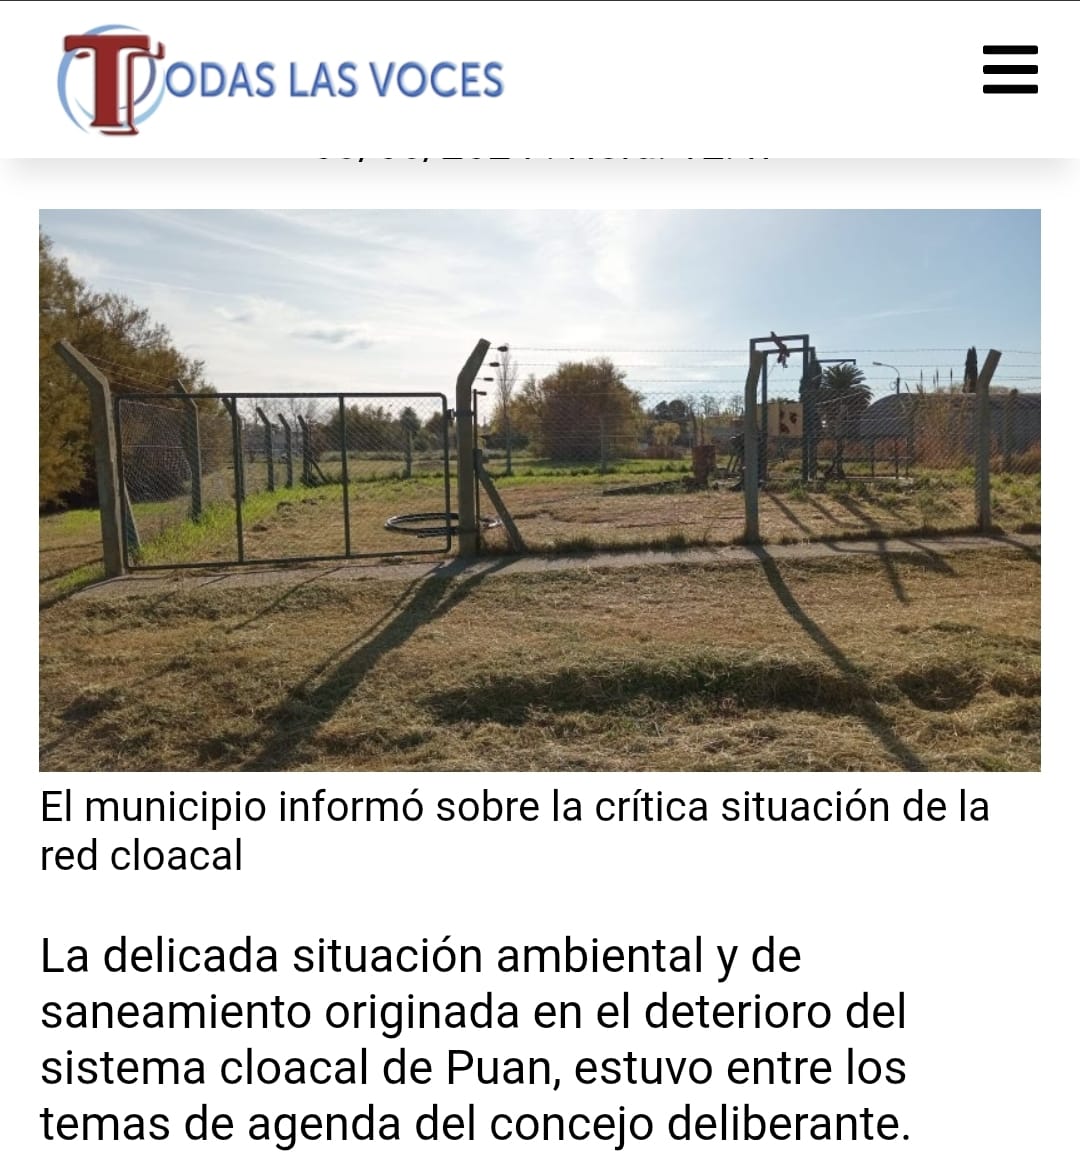 TODAS LAS VOCES
El municipio informó sobre la crítica situación de la
red cloacal
La delicada situación ambiental y de
saneamiento originada en el deterioro del
sistema cloacal de Puan, estuvo entre los
temas de agenda del concejo deliberante.